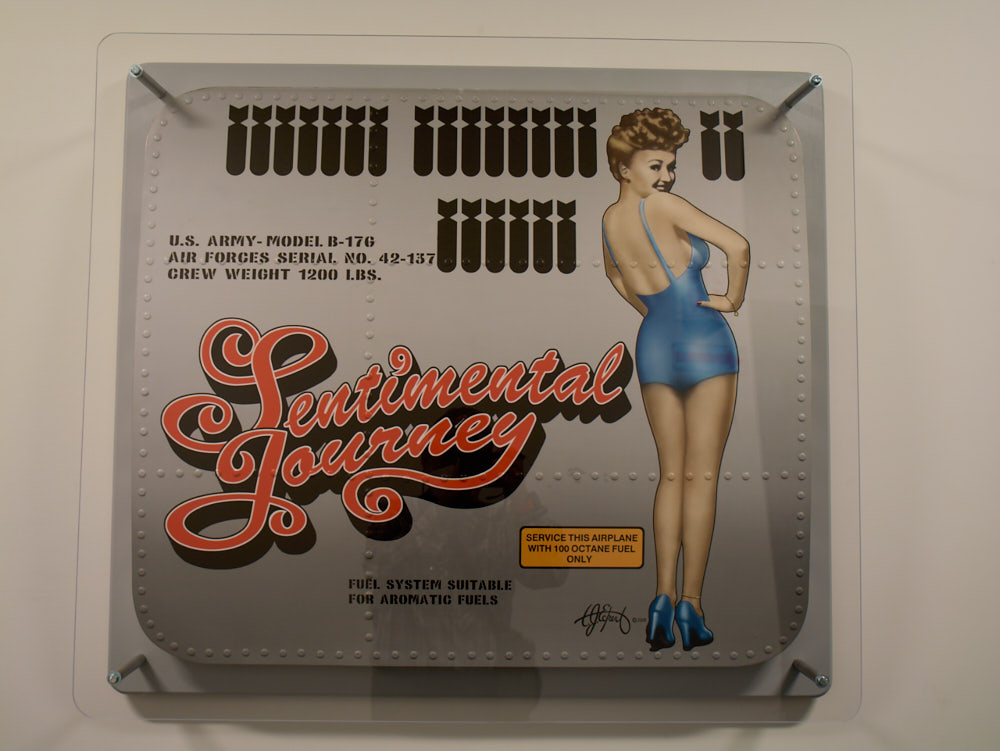 U.S. ARMY-MODEL B-17G
AIR FORCES SERIAL NO. 42-137
CREW WEIGHT 1200 LBS.
Sentimental
Journey
SERVICE THIS AIRPLANE
WITH 100 OCTANE FUEL
ONLY
FUEL SYSTEM SUITABLE
FOR AROMATIC FUELS